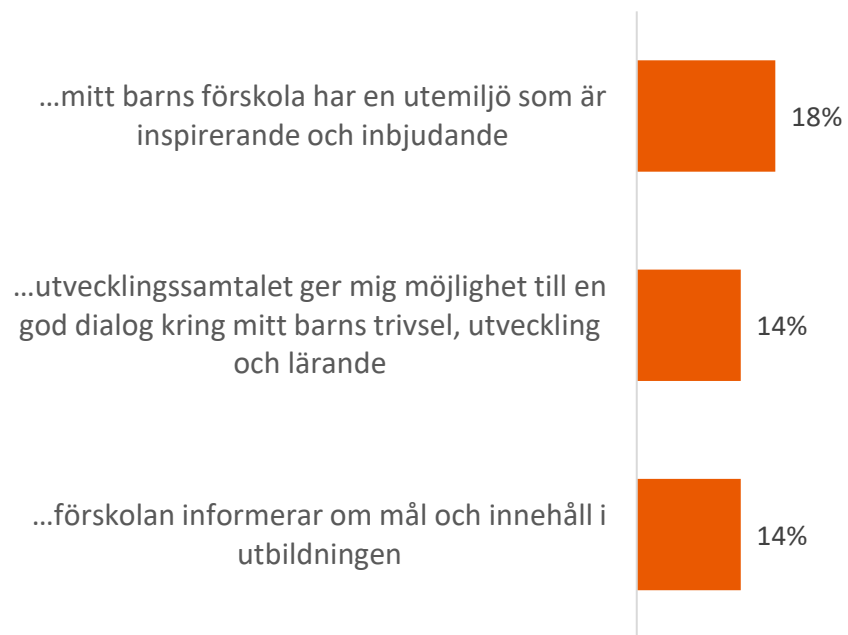 ...mitt barns förskola har en utemiljö som är
inspirerande och inbjudande
18%
...utvecklingssamtalet ger mig möjlighet till en
god dialog kring mitt barns trivsel, utveckling
och lärande
14%
...förskolan informerar om mål och innehåll i
utbildningen
14%